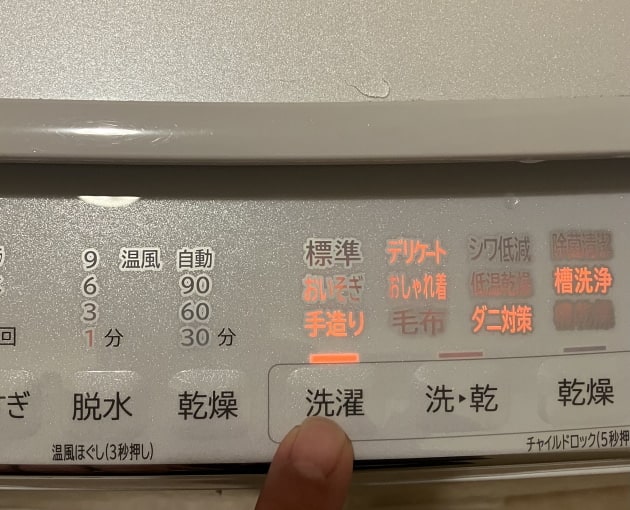 9 温風 自動
6 90
3 60
1 分 30 分
回
標準 デリケート シワ低減
おいそぎ おしゃれ着 低温乾燥 槽洗浄
手造り 毛布 ダニ対策
ぎ 脱水 乾燥 洗濯 洗▸乾 乾燥
温風ほぐし(3秒押し) チャイルドロック(5秒押